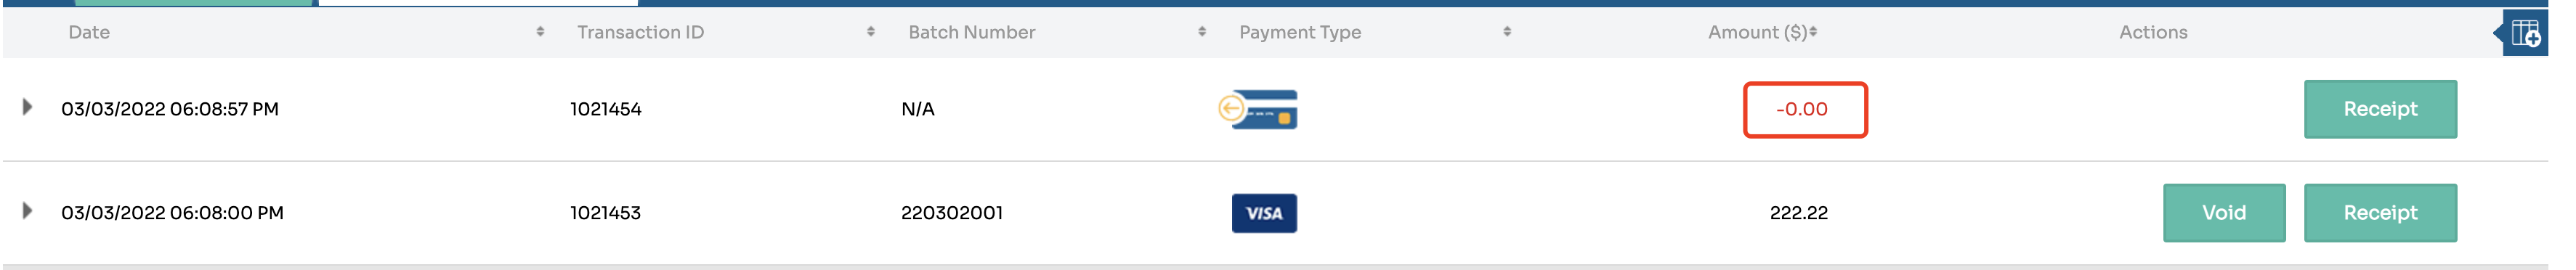 Date Transaction ID Batch Number Payment Type Amount ($) Actions
03/03/2022 06:08:57 PM 1021454 N/A -0.00 Receipt
03/03/2022 06:08:00 PM 1021453 220302001 VISA 222.22 Void Receipt